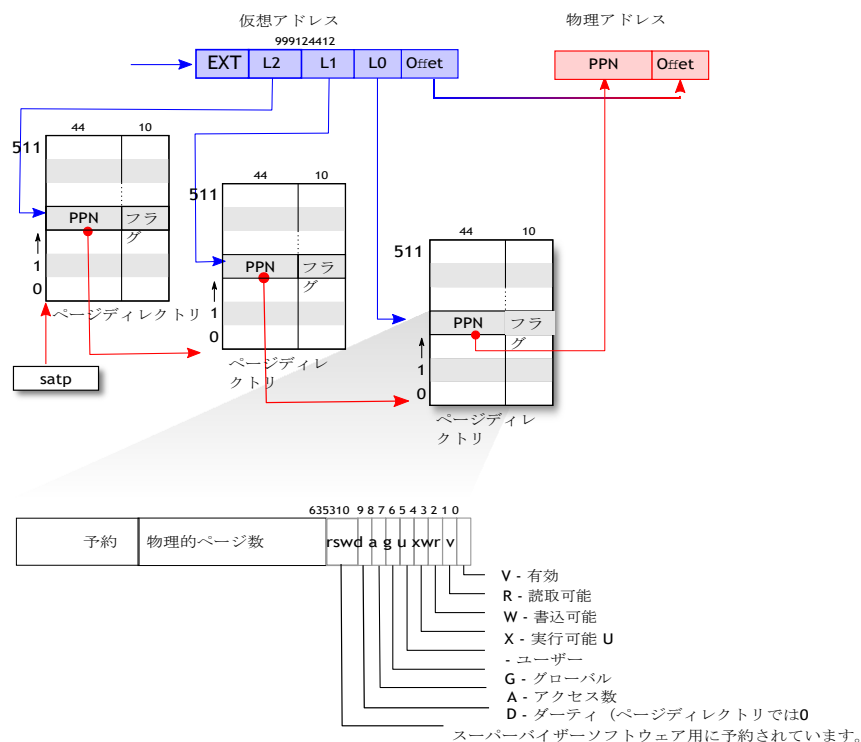 仮想アドレス
物理アドレス
999124412
EXT L2 L1 L0 Offet
PPN Offet
44 10
511
PPN フラグ
1
0
ページディレクトリ
satp
44 10
511
PPN フラグ
1
0
ページディレ
クトリ
44 10
511
PPN フラグ
1
0
ページディレ
クトリ
635310 9 8 7 6 5 4 3 2 1 0
予約 物理的ページ数 rswd a g u xwr v
V - 有効
R - 読取可能
W - 書込可能
X - 実行可能 U
- ユーザー
G - グローバル
A - アクセス数
D - ダーティ（ページディレクトリでは0
スーパーバイザーソフトウェア用に予約されています。